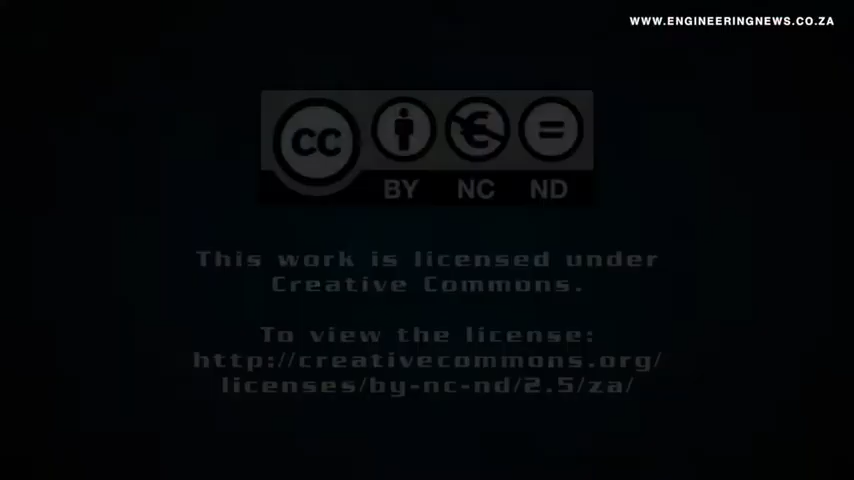 WWW.ENGINEERINGNEWS.CO.ZA
CC
BY NC ND
This work is licensed under
Creative Commons.
To view the license:
http://creativecommons.org/
licenses/by-nc-nd/2.5/za/